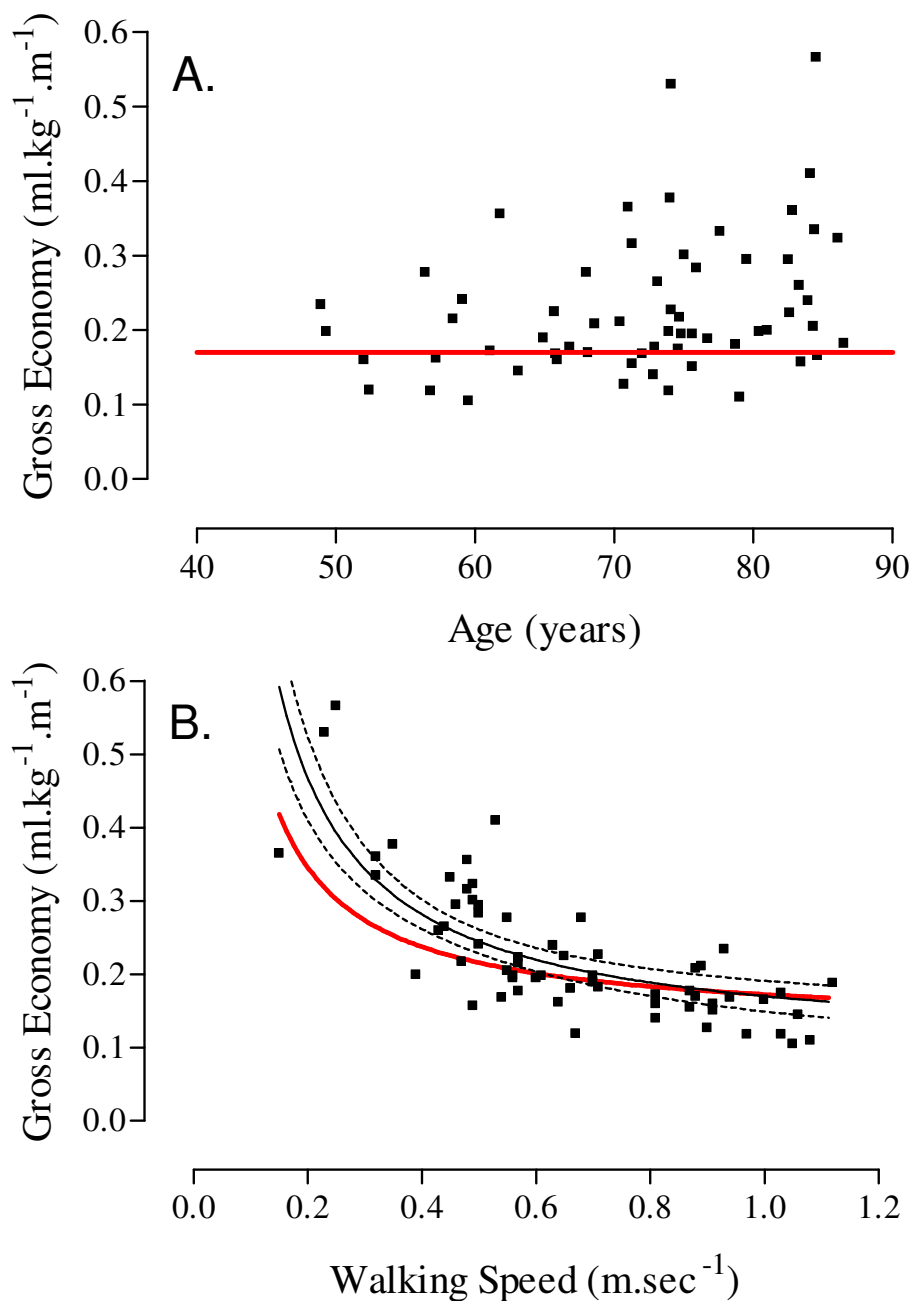 A.
Gross Economy (ml.kg⁻¹.m⁻¹)
0.6
0.5
0.4
0.3
0.2
0.1
0.0
40 50 60 70 80 90
Age (years)
B.
Gross Economy (ml.kg⁻¹.m⁻¹)
0.6
0.5
0.4
0.3
0.2
0.1
0.0
0.0 0.2 0.4 0.6 0.8 1.0 1.2
Walking Speed (m.sec⁻¹)